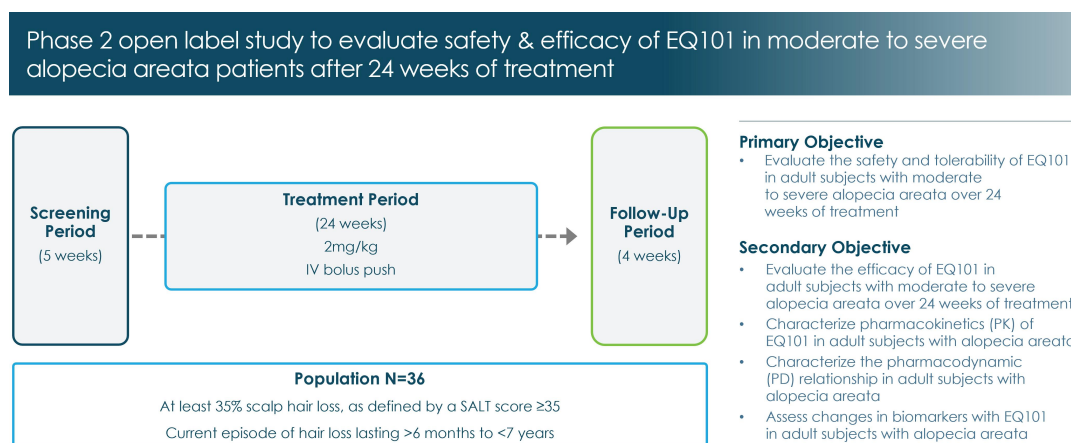 Phase 2 open label study to evaluate safety & efficacy of EQ101 in moderate to severe
alopecia areata patients after 24 weeks of treatment
Screening
Period
(5 weeks)
Treatment Period
(24 weeks)
2mg/kg
IV bolus push
Follow-Up
Period
(4 weeks)
Population N=36
At least 35% scalp hair loss, as defined by a SALT score ≥35
Current episode of hair loss lasting >6 months to <7 years
Primary Objective
• Evaluate the safety and tolerability of EQ101
in adult subjects with moderate
to severe alopecia areata over 24
weeks of treatment
Secondary Objective
• Evaluate the efficacy of EQ101 in
adult subjects with moderate to severe
alopecia areata over 24 weeks of treatment
• Characterize pharmacokinetics (PK) of
EQ101 in adult subjects with alopecia areata
• Characterize the pharmacodynamic
(PD) relationship in adult subjects with
alopecia areata
• Assess changes in biomarkers with EQ101
in adult subjects with alopecia areata